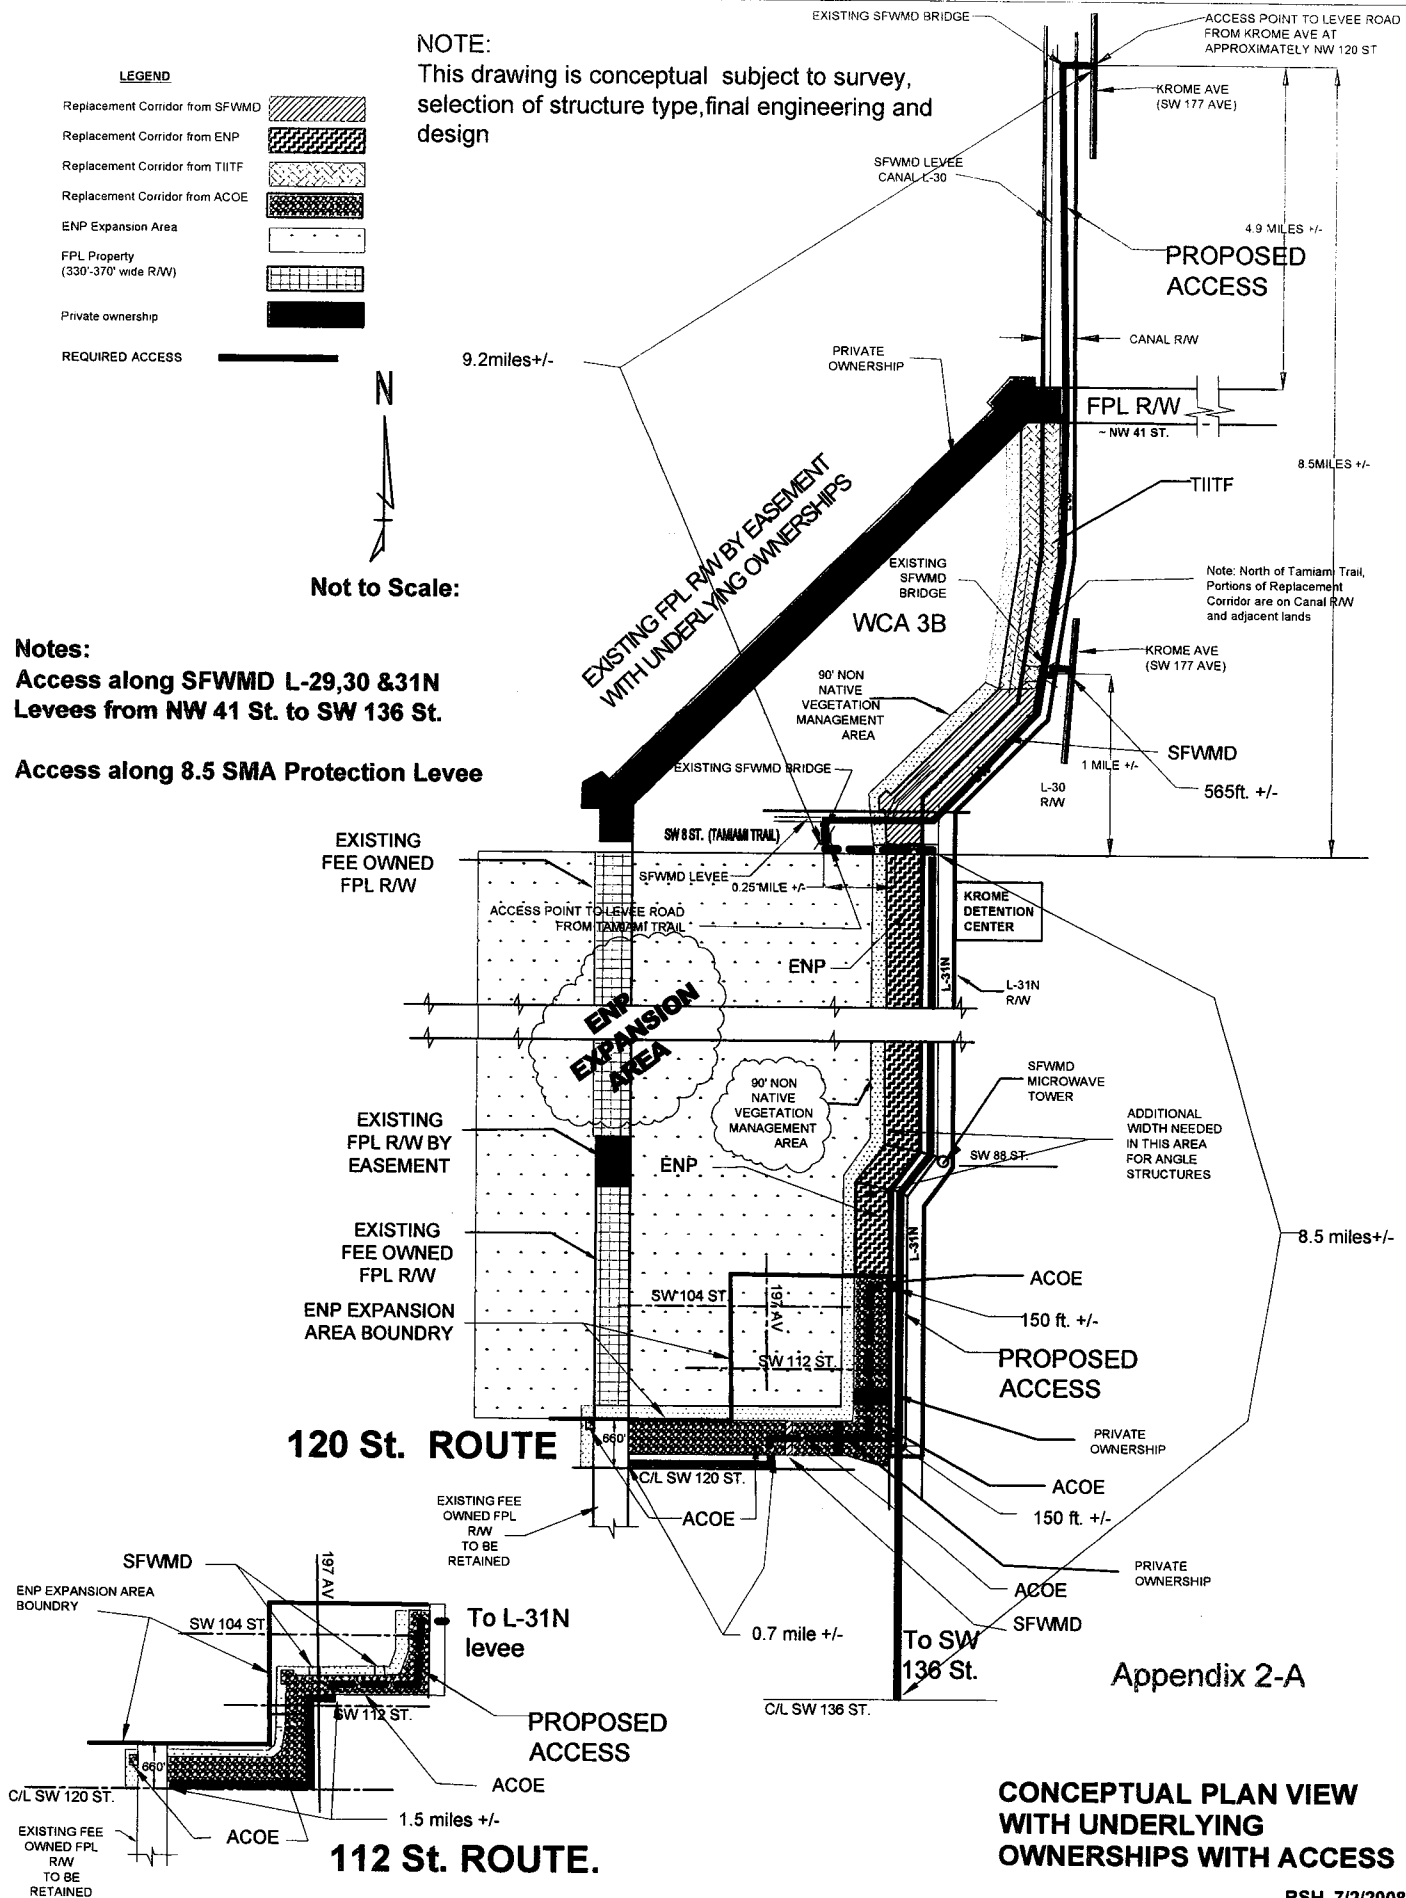 EXISTING SFWMD BRIDGE
ACCESS POINT TO LEVEE ROAD
FROM KROME AVE AT
APPROXIMATELY NW 120 ST
NOTE:
This drawing is conceptual subject to survey,
selection of structure type,final engineering and
design
LEGEND
Replacement Corridor from SFWMD
Replacement Corridor from ENP
Replacement Corridor from TIITF
Replacement Corridor from ACOE
ENP Expansion Area
FPL Property
(330'-370' wide R/W)
Private ownership
REQUIRED ACCESS
KROME AVE
(SW 177 AVE)
SFWMD LEVEE
CANAL L-30
4.9 MILES +/-
PROPOSED
ACCESS
CANAL R/W
9.2miles+/-
PRIVATE
OWNERSHIP
N
FPL R/W
~ NW 41 ST.
8.5MILES +/-
TIITF
L-30
EXISTING FPL R/W BY EASEMENT
WITH UNDERLYING OWNERSHIPS
Not to Scale:
EXISTING
SFWMD
BRIDGE
WCA 3B
Note: North of Tamiami Trail,
Portions of Replacement
Corridor are on Canal R/W
and adjacent lands
KROME AVE
(SW 177 AVE)
Notes:
Access along SFWMD L-29,30 &31N
Levees from NW 41 St. to SW 136 St.
Access along 8.5 SMA Protection Levee
90' NON
NATIVE
VEGETATION
MANAGEMENT
AREA
SFWMD
1 MILE +/-
565ft. +/-
L-30
R/W
EXISTING SFWMD BRIDGE
SW 8 ST. (TAMIAMI TRAIL)
EXISTING
FEE OWNED
FPL R/W
SFWMD LEVEE
0.25 MILE +/-
ACCESS POINT TO LEVEE ROAD
FROM TAMIAMI TRAIL
KROME
DETENTION
CENTER
ENP
L-31N
L-31N
R/W
ENP
EXPANSION
AREA
SFWMD
MICROWAVE
TOWER
90' NON
NATIVE
VEGETATION
MANAGEMENT
AREA
ADDITIONAL
WIDTH NEEDED
IN THIS AREA
FOR ANGLE
STRUCTURES
EXISTING
FPL R/W BY
EASEMENT
ENP
SW 88 ST.
EXISTING
FEE OWNED
FPL R/W
L-31N
8.5 miles+/-
ACOE
SW 104 ST.
197 AV
150 ft. +/-
ENP EXPANSION
AREA BOUNDRY
SW 112 ST.
PROPOSED
ACCESS
PRIVATE
OWNERSHIP
120 St. ROUTE
660'
C/L SW 120 ST.
ACOE
150 ft. +/-
EXISTING FEE
OWNED FPL
R/W
TO BE
RETAINED
ACOE
PRIVATE
OWNERSHIP
ACOE
SFWMD
0.7 mile +/-
To SW
136 St.
C/L SW 136 ST.
Appendix 2-A
SFWMD
197 AV
ENP EXPANSION AREA
BOUNDRY
SW 104 ST.
To L-31N
levee
SW 112 ST.
PROPOSED
ACCESS
660'
C/L SW 120 ST.
ACOE
1.5 miles +/-
ACOE
EXISTING FEE
OWNED FPL
R/W
TO BE
RETAINED
112 St. ROUTE.
CONCEPTUAL PLAN VIEW
WITH UNDERLYING
OWNERSHIPS WITH ACCESS
RSH 7/2/2008